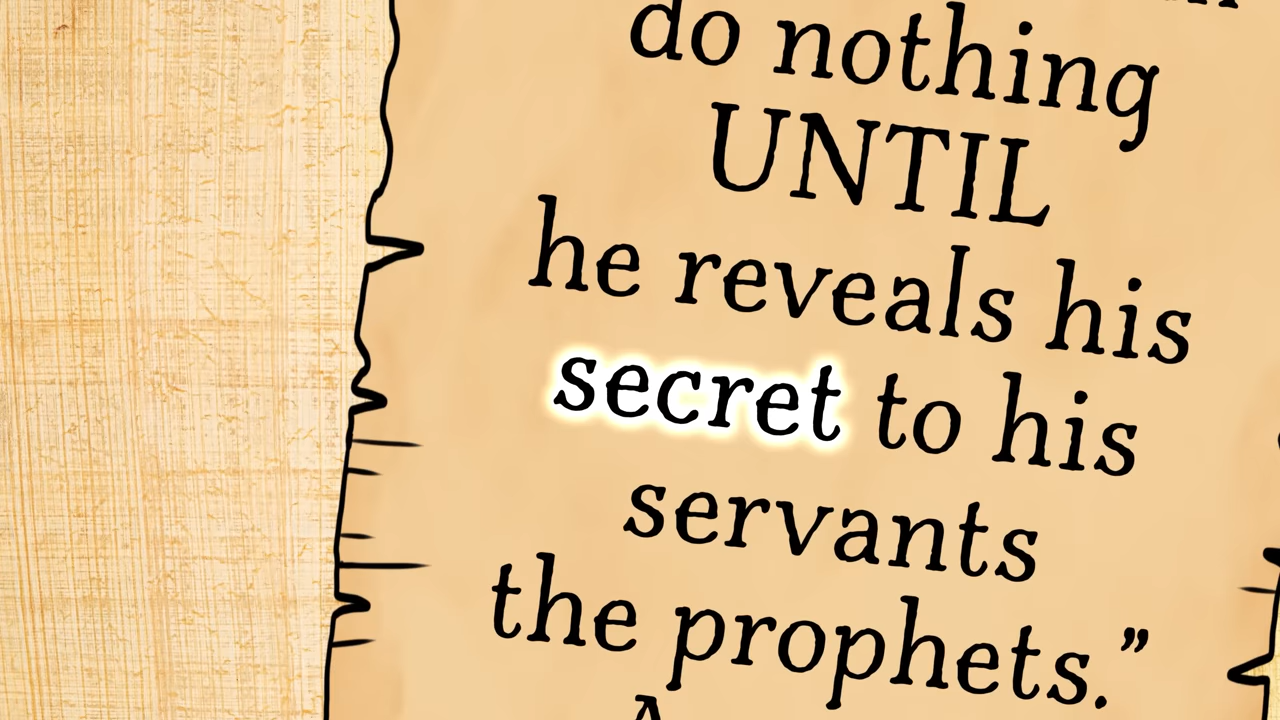 do nothing
UNTIL
he reveals his
secret to his
servants
the prophets.”